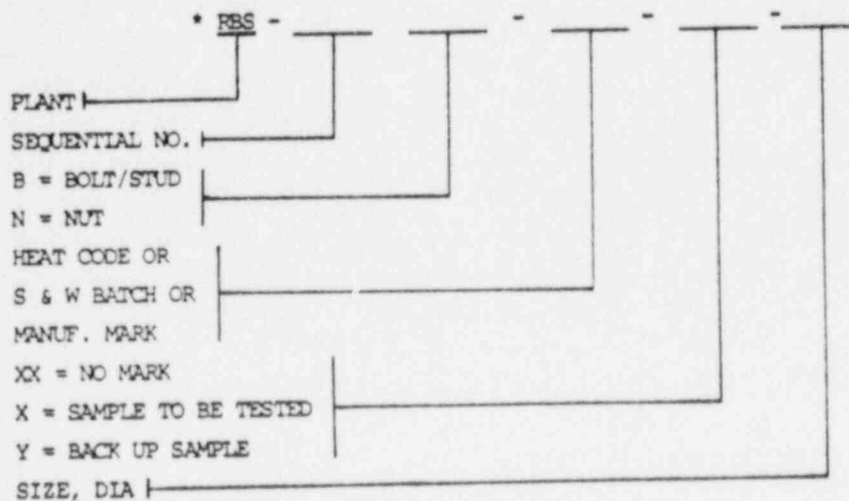 * RBS - ___ ___ - ___ - ___ - ___
PLANT
SEQUENTIAL NO.
B = BOLT/STUD
N = NUT
HEAT CODE OR
S & W BATCH OR
MANUF. MARK
XX = NO MARK
X = SAMPLE TO BE TESTED
Y = BACK UP SAMPLE
SIZE, DIA